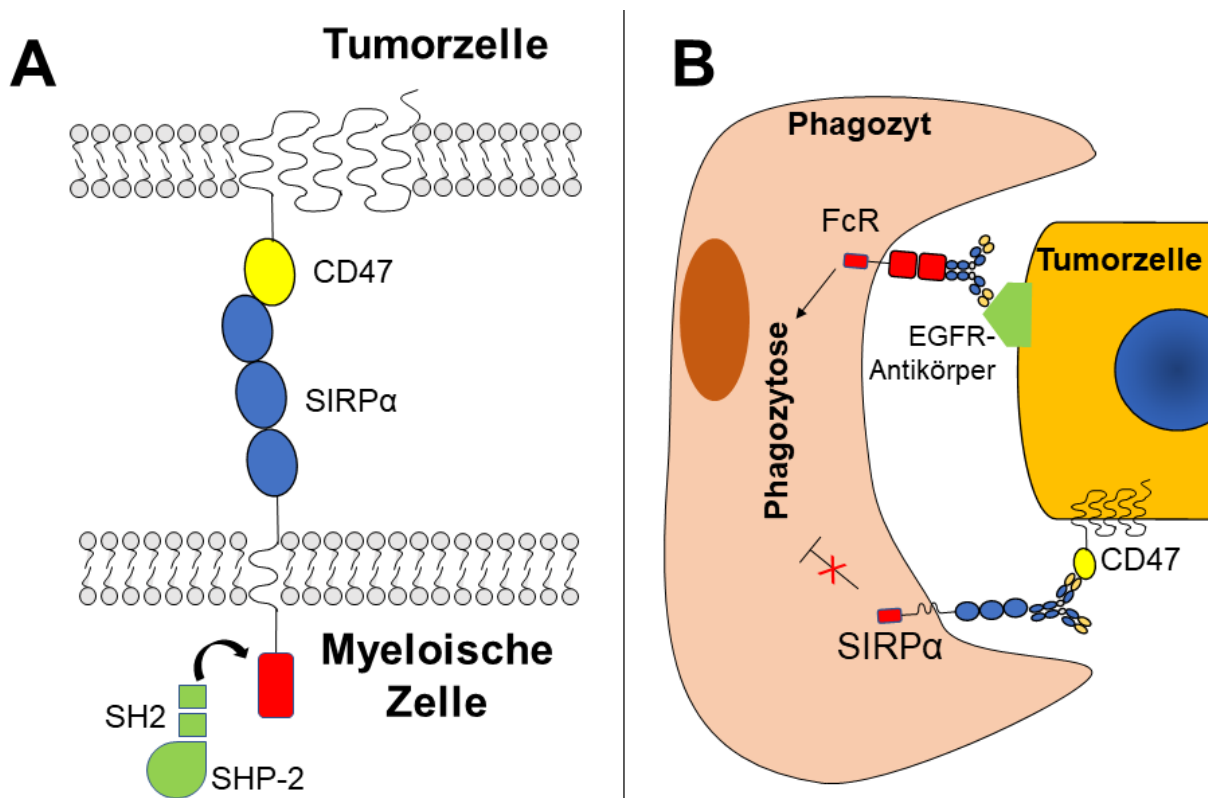 A
Tumorzelle
CD47
SIRPα
Myeloische
Zelle
SH2
SHP-2
B
Phagozyt
FcR
Tumorzelle
EGFR-
Antikörper
Phagozytose
CD47
SIRPα